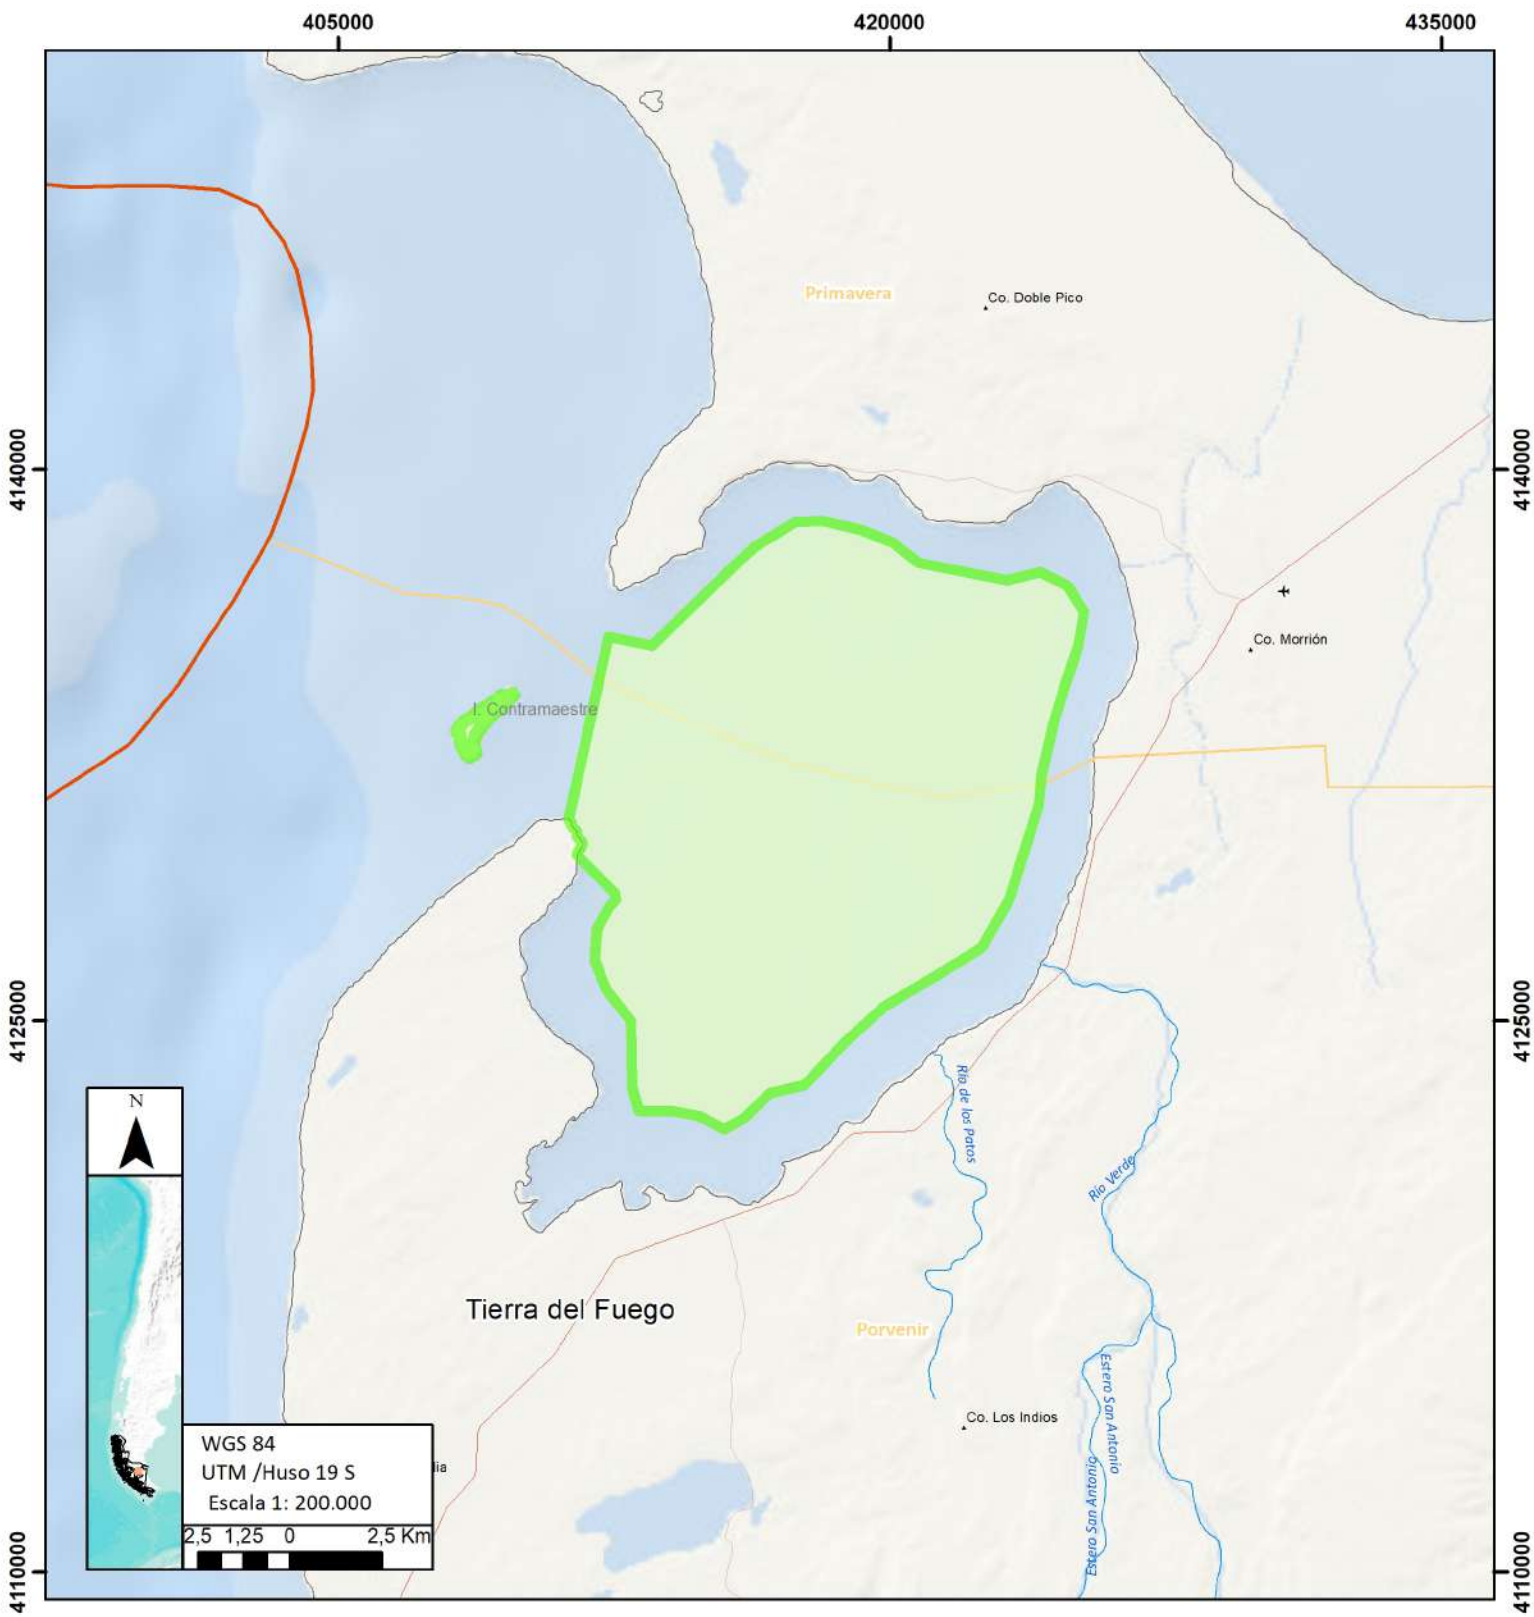 405000
420000
435000
Primavera
Co. Doble Pico
4140000
4140000
Co. Morrión
I. Contramaestre
4125000
4125000
Río de los Patos
Río Verde
N
Tierra del Fuego
Porvenir
Estero San Antonio
Co. Los Indios
Estero San Antonio
lia
WGS 84
UTM /Huso 19 S
Escala 1: 200.000
2,5 1,25 0 2,5 Km
4110000
4110000